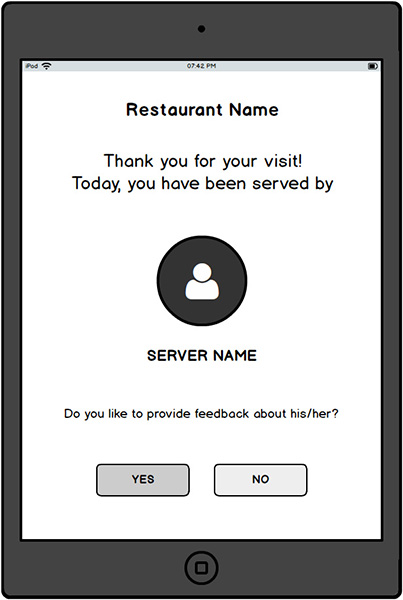 iPod 07:42 PM
Restaurant Name
Thank you for your visit!
Today, you have been served by
SERVER NAME
Do you like to provide feedback about his/her?
YES NO